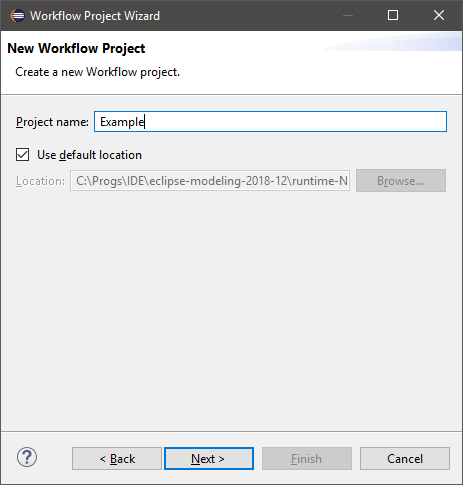 Workflow Project Wizard
New Workflow Project
Create a new Workflow project.
Project name: Example
Use default location
Location: C:\Progs\IDE\eclipse-modeling-2018-12\runtime-N Browse...
? < Back Next > Finish Cancel